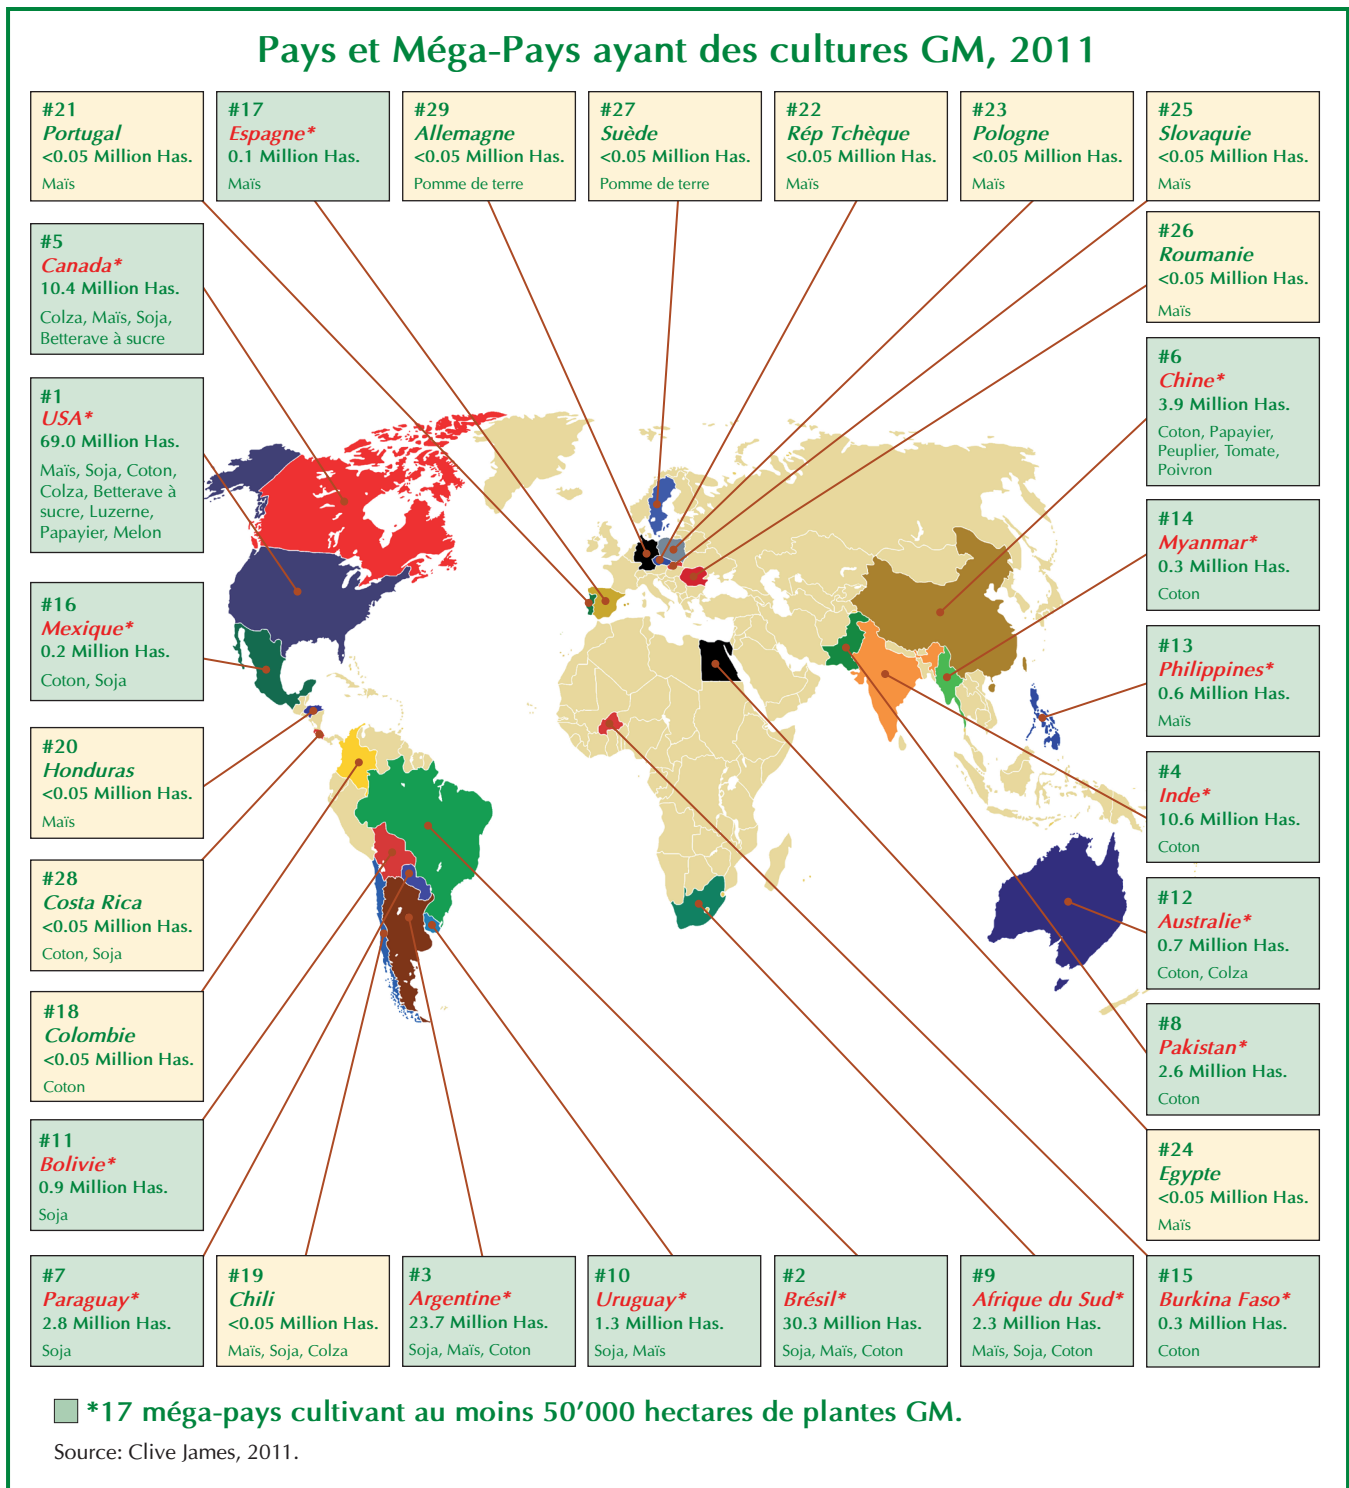 Pays et Méga-Pays ayant des cultures GM, 2011
#21
Portugal
<0.05 Million Has.
Maïs
#17
Espagne*
0.1 Million Has.
Maïs
#29
Allemagne
<0.05 Million Has.
Pomme de terre
#27
Suède
<0.05 Million Has.
Pomme de terre
#22
Rép Tchèque
<0.05 Million Has.
Maïs
#23
Pologne
<0.05 Million Has.
Maïs
#25
Slovaquie
<0.05 Million Has.
Maïs
#5
Canada*
10.4 Million Has.
Colza, Maïs, Soja,
Betterave à sucre
#1
USA*
69.0 Million Has.
Maïs, Soja, Coton,
Colza, Betterave à
sucre, Luzerne,
Papayier, Melon
#16
Mexique*
0.2 Million Has.
Coton, Soja
#20
Honduras
<0.05 Million Has.
Maïs
#28
Costa Rica
<0.05 Million Has.
Coton, Soja
#18
Colombie
<0.05 Million Has.
Coton
#11
Bolivie*
0.9 Million Has.
Soja
#26
Roumanie
<0.05 Million Has.
Maïs
#6
Chine*
3.9 Million Has.
Coton, Papayier,
Peuplier, Tomate,
Poivron
#14
Myanmar*
0.3 Million Has.
Coton
#13
Philippines*
0.6 Million Has.
Maïs
#4
Inde*
10.6 Million Has.
Coton
#12
Australie*
0.7 Million Has.
Coton, Colza
#8
Pakistan*
2.6 Million Has.
Coton
#24
Egypte
<0.05 Million Has.
Maïs
#7
Paraguay*
2.8 Million Has.
Soja
#19
Chili
<0.05 Million Has.
Maïs, Soja, Colza
#3
Argentine*
23.7 Million Has.
Soja, Maïs, Coton
#10
Uruguay*
1.3 Million Has.
Soja, Maïs
#2
Brésil*
30.3 Million Has.
Soja, Maïs, Coton
#9
Afrique du Sud*
2.3 Million Has.
Maïs, Soja, Coton
#15
Burkina Faso*
0.3 Million Has.
Coton
*17 méga-pays cultivant au moins 50’000 hectares de plantes GM.
Source: Clive James, 2011.